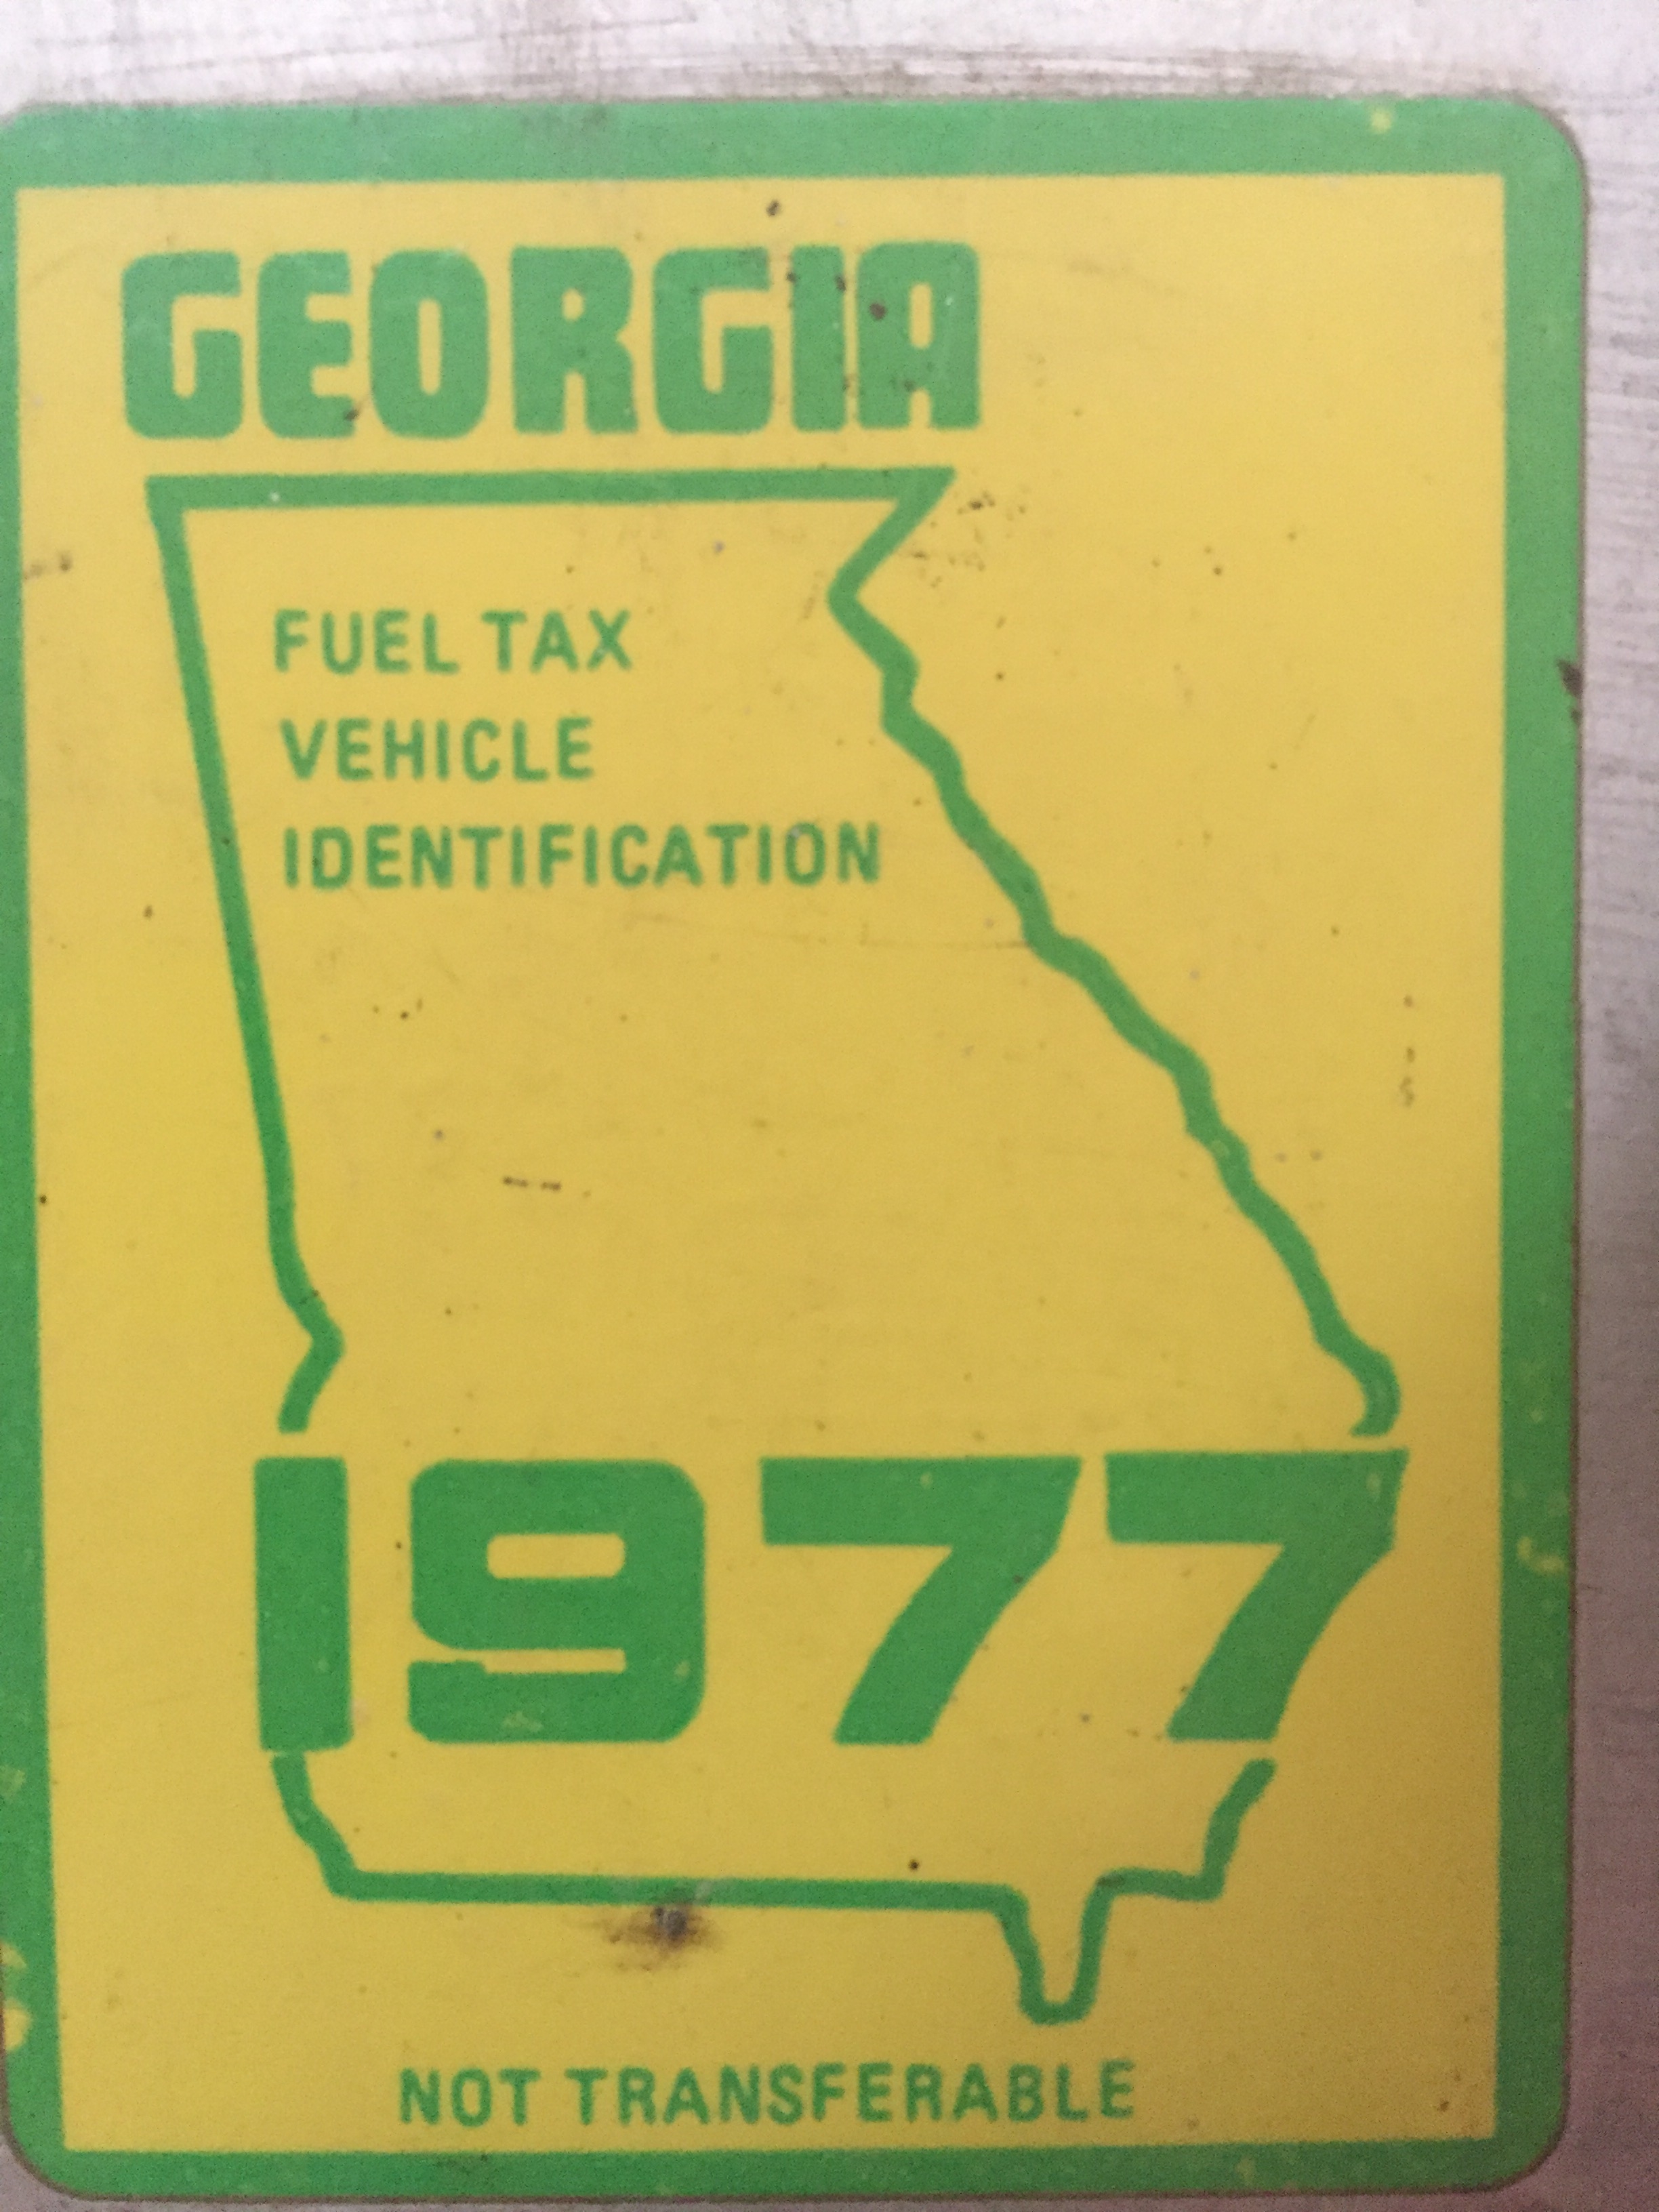 GEORGIA
FUEL TAX
VEHICLE
IDENTIFICATION
1977
NOT TRANSFERABLE